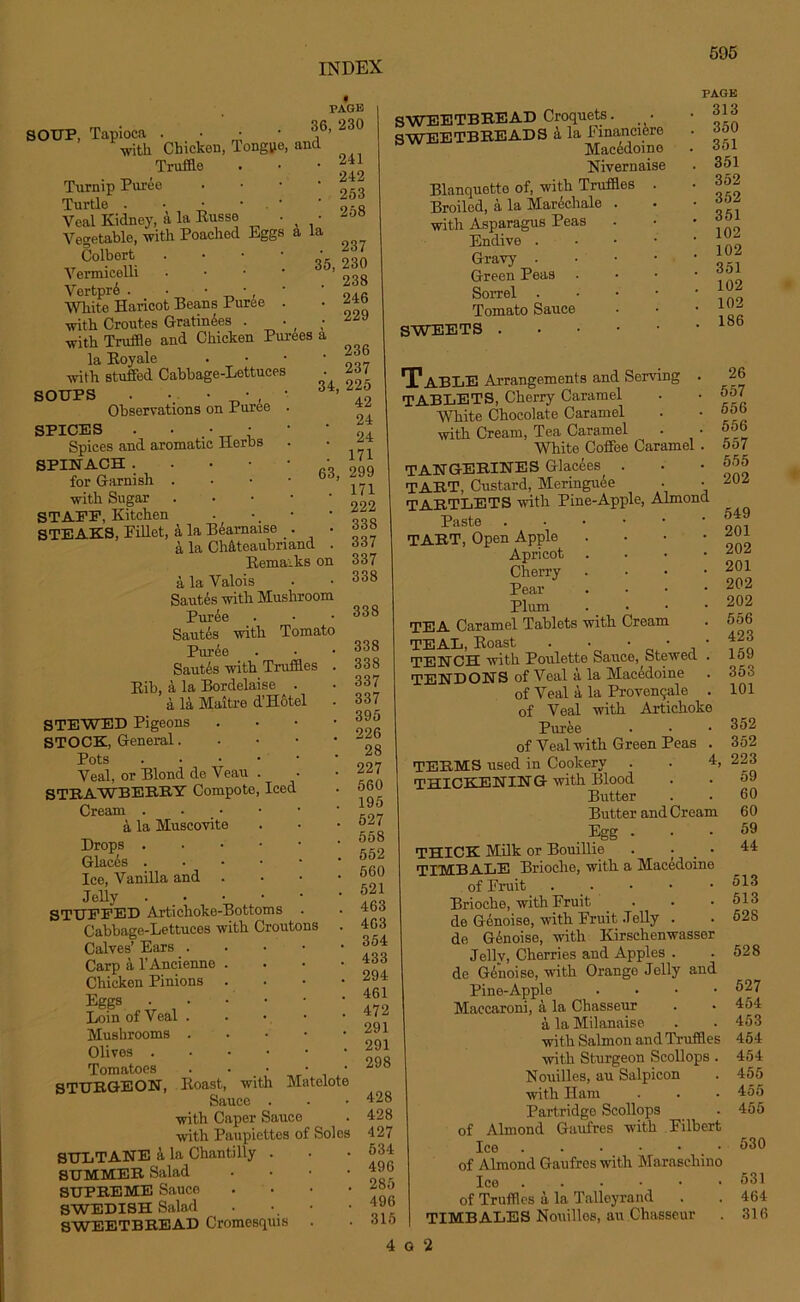 INDEX
595
PAGE
SOUP, Tapioca . . . . 36, 230
with Chicken, Tongue, and
Truffle . . . 241
Turnip Purée . . . . 242
Turtle . . . . . . 253
Veal Kidney, à la Russe . . 258
Vegetable, with Poached Eggs à la
Colbert . . . . . 237
Vermicelli . . . . 35, 230
Vertpré . . . . . . 238
White Haricot Beans Purée . . 246
with Croutes Gratinées . . . 229
with Truffle and Chicken Purées à
la Royale . . . . 236
with stuffed Cabbage-Lettuces . 237
SOUPS . . . . . 34, 225
Observations on Purée . 42
SPICES . . . . . . 24
Spices and aromatic Herbs . . 24
SPINACH . . . . . . 171
for Garnish . . . . 63, 299
with Sugar . . . . . 171
STAFF, Kitchen . . . . 222
STEAKS, Fillet, à la Béarnaise . . 338
à la Châteaubriand . 337
Remarks on 337
à la Valois . . 338
Sautés with Mushroom
Purée . . . 338
Sautés with Tomato
Purée . . . 338
Sautés with Truffles . 338
Rib, à la Bordelaise . . 337
à là Maître d'Hôtel . 337
STEWED Pigeons . . . . 395
STOCK, General . . . . . 226
Pots . . . . . . 28
Veal, or Blond de Veau . . . 227
STRAWBERRY Compote, Iced . 560
Cream . . . . . . 195
à la Muscovite . . . 527
Drops . . . . . . 558
Glacés . . . . . . 552
Ice, Vanilla and . . . . 560
Jelly . . . . . . 521
STUFFED Artichoke-Bottoms . . 463
Cabbage-Lettuces with Croutons . 463
Calves' Ears . . . . . 354
Carp à l'Ancienne . . . . 433
Chicken Pinions . . . . 294
Eggs . . . . . . 461
Loin of Veal . . . . . 472
Mushrooms . . . . . 291
Olives . . . . . . 291
Tomatoes . . . . . 298
STURGEON, Roast, with Matelote
Sauce . . . 428
with Caper Sauce . 428
with Paupiettes of Soles 427
SULTANE à la Chantilly . . . 534
SUMMER Salad . . . . 496
SUPREME Sauce . . . . 285
SWEDISH Salad . . . . 496
SWEETBREAD Cromesquis . . 315
PAGE
SWEETBREAD Croquets . . . 313
SWEETBREADS à la Financière . 350
Macédoine . 351
Nivernaise . 351
Blanquette of, with Truffles . . 352
Broiled, à la Maréchale . . . 352
with Asparagus Peas . . . 351
Endive . . . . . 102
Gravy . . . . . . 102
Green Peas . . . . 351
Sorrel . . . . . 102
Tomato Sauce . . . 102
SWEETS . . . . . . 186
TABLE Arrangements and Serving . 26
TABLETS, Cherry Caramel . . 557
White Chocolate Caramel . . 556
with Cream, Tea Caramel . . 556
White Coffee Caramel . 557
TANGERINES Glacées . . . 555
TART, Custard, Meringuée . . 202
TARTLETS with Pine-Apple, Almond
Paste . . . . . . 549
TART, Open Apple . . . . 201
Apricot . . . . 202
Cherry . . . . 201
Pear . . . . 202
Plum . . . . 202
TEA Caramel Tablets with Cream . 556
TEAL, Roast . . . . . 423
TENCH with Poulette Sauce, Stewed . 159
TENDONS of Veal à la Macédoine . 353
of Veal à la Provençale . 101
of Veal with Artichoke
Purée . . . 352
of Veal with Green Peas . 352
TERMS used in Cookery . . 4, 223
THICKENING with Blood . . 59
Butter . . 60
Butter and Cream 60
Egg . . . 59
THICK Milk or Bouillie . . . 44
TIMBALE Brioche, with a Macédoine
of Fruit . . . . . 513
Brioche, with Fruit . . . 513
de Génoise, with Fruit Jelly . . 528
de Génoise, with Kirschenwasser
Jelly, Cherries and Apples . . 528
de Génoise, with Orange Jelly and
Pine-Apple . . . . 527
Maccaroni, à la Chasseur . . 454
à la Milanaise . . 453
with Salmon and Truffles 454
with Sturgeon Scollops . 454
Nouilles, au Salpicon . 455
with Ham . . . 455
Partridge Scollops . 455
of Almond Gaufres with Filbert
Ice . . . . . . 530
of Almond Gaufres with Maraschino
Ice . . . . . . 531
of Truffles à la Talleyrand . . 464
TIMBALES Nouilles, au Chasseur . 316
4 G 2